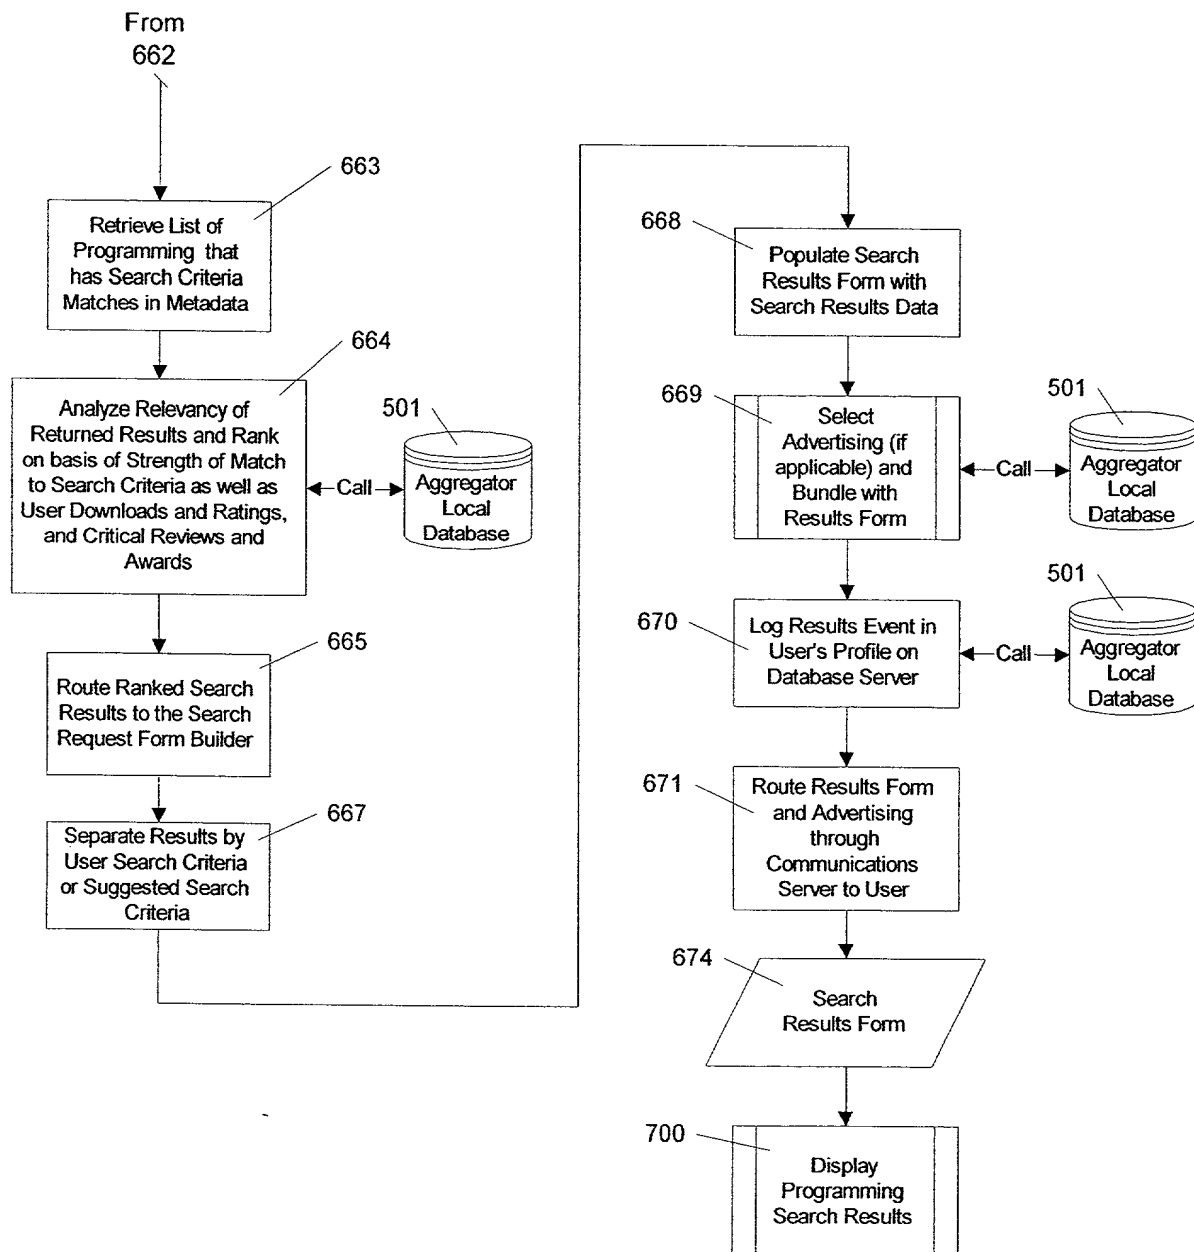 From
662
663
Retrieve List of
Programming that
has Search Criteria
Matches in Metadata
664
Analyze Relevancy of
Returned Results and Rank
on basis of Strength of Match
to Search Criteria as well as
User Downloads and Ratings,
and Critical Reviews and
Awards
Call
501
Aggregator
Local
Database
665
Route Ranked Search
Results to the Search
Request Form Builder
667
Separate Results by
User Search Criteria
or Suggested Search
Criteria
668
Populate Search
Results Form with
Search Results Data
669
Select
Advertising (if
applicable) and
Bundle with
Results Form
Call
501
Aggregator
Local
Database
670
Log Results Event in
User's Profile on
Database Server
Call
501
Aggregator
Local
Database
671
Route Results Form
and Advertising
through
Communications
Server to User
674
Search
Results Form
700
Display
Programming
Search Results